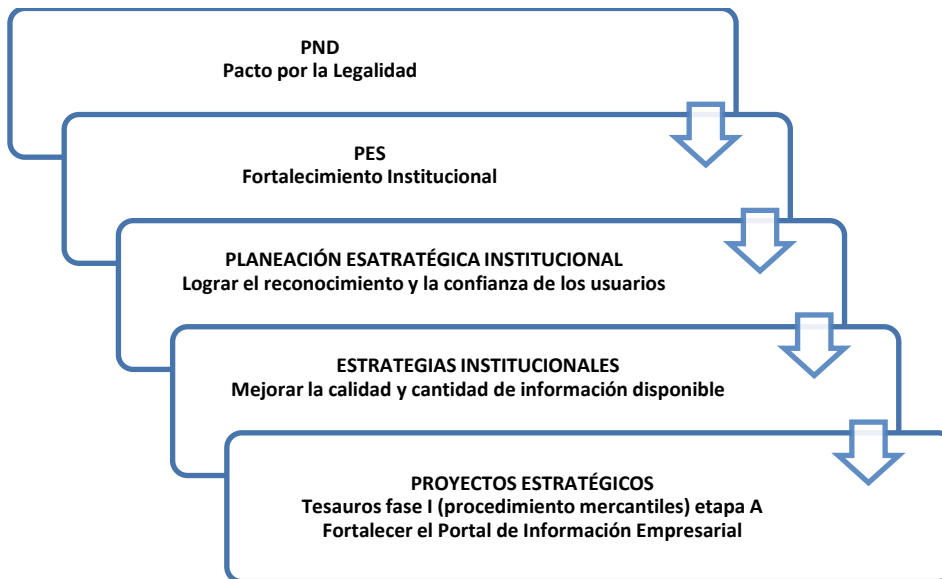 PND
Pacto por la Legalidad
PES
Fortalecimiento Institucional
PLANEACIÓN ESATRATÉGICA INSTITUCIONAL
Lograr el reconocimiento y la confianza de los usuarios
ESTRATEGIAS INSTITUCIONALES
Mejorar la calidad y cantidad de información disponible
PROYECTOS ESTRATÉGICOS
Tesauros fase I (procedimiento mercantiles) etapa A
Fortalecer el Portal de Información Empresarial